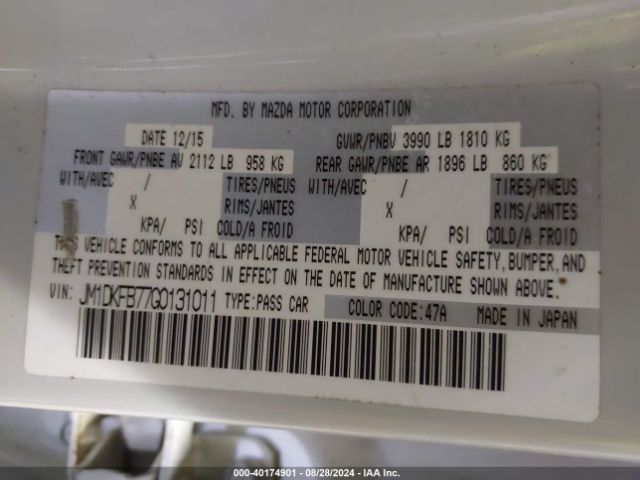 MFD. BY MAZDA MOTOR CORPORATION
DATE 12/15 GVWR/PNBV 3990 LB 1810 KG
FRONT GAWR/PNBE AV 2112 LB 958 KG REAR GAWR/PNBE AR 1896 LB 860 KG
WITH/AVEC / TIRES/PNEUS WITH/AVEC / TIRES/PNEUS
X RIMS/JANTES X RIMS/JANTES
KPA/ PSI COLD/A FROID KPA/ PSI COLD/A FROID
THIS VEHICLE CONFORMS TO ALL APPLICABLE FEDERAL MOTOR VEHICLE SAFETY, BUMPER, AND
THEFT PREVENTION STANDARDS IN EFFECT ON THE DATE OF MANUFACTURE SHOWN ABOVE.
VIN: JM1DKFB77G0131011 TYPE:PASS CAR COLOR CODE:47A MADE IN JAPAN
000-40174901 - 08/28/2024 - IAA Inc.